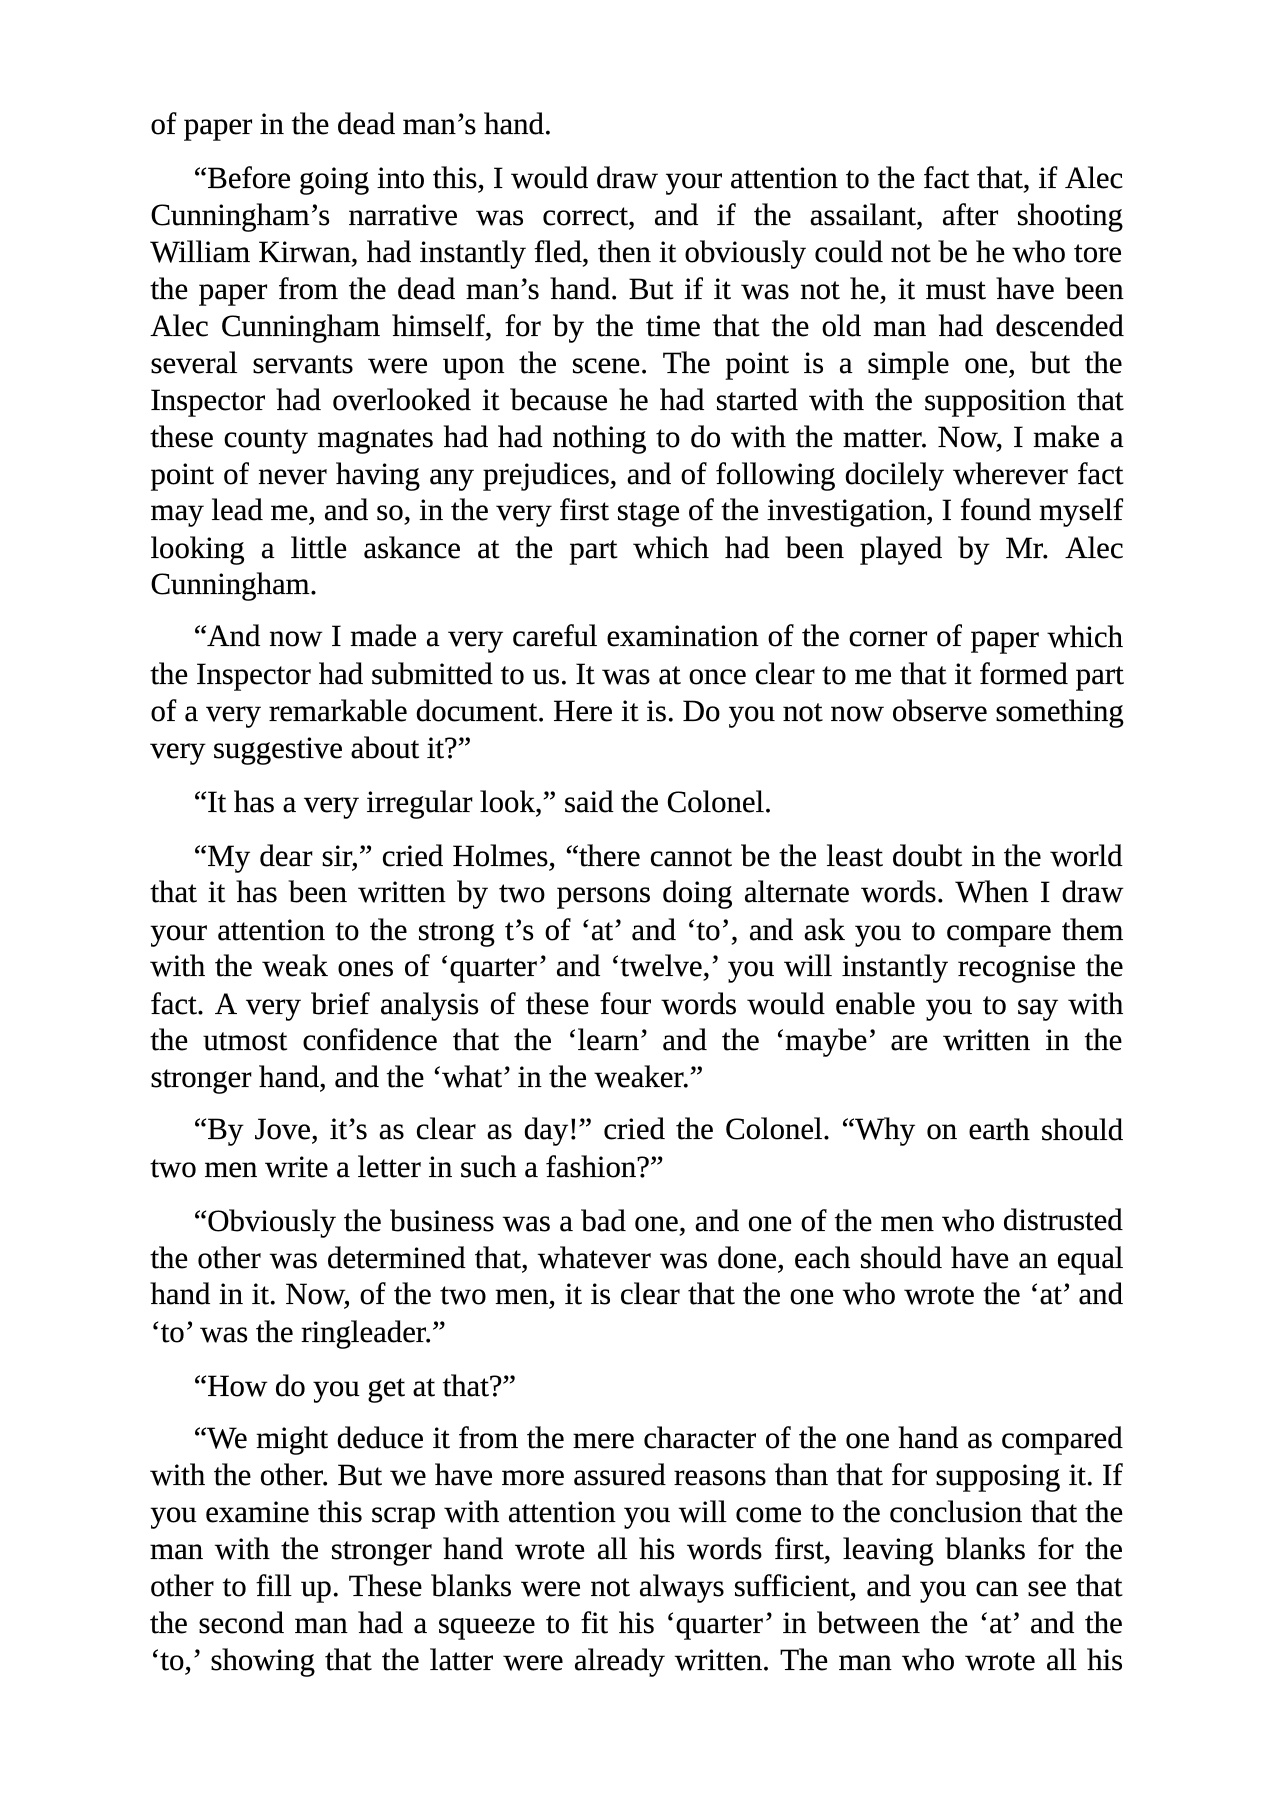 of paper in the dead man’s hand.
“Before going into this, I would draw your attention to the fact that, if Alec
Cunningham’s narrative was correct, and if the assailant, after shooting
William Kirwan, had instantly fled, then it obviously could not be he who tore
the paper from the dead man’s hand. But if it was not he, it must have been
Alec Cunningham himself, for by the time that the old man had descended
several servants were upon the scene. The point is a simple one, but the
Inspector had overlooked it because he had started with the supposition that
these county magnates had had nothing to do with the matter. Now, I make a
point of never having any prejudices, and of following docilely wherever fact
may lead me, and so, in the very first stage of the investigation, I found myself
looking a little askance at the part which had been played by Mr. Alec
Cunningham.
“And now I made a very careful examination of the corner of paper which
the Inspector had submitted to us. It was at once clear to me that it formed part
of a very remarkable document. Here it is. Do you not now observe something
very suggestive about it?”
“It has a very irregular look,” said the Colonel.
“My dear sir,” cried Holmes, “there cannot be the least doubt in the world
that it has been written by two persons doing alternate words. When I draw
your attention to the strong t’s of ‘at’ and ‘to’, and ask you to compare them
with the weak ones of ‘quarter’ and ‘twelve,’ you will instantly recognise the
fact. A very brief analysis of these four words would enable you to say with
the utmost confidence that the ‘learn’ and the ‘maybe’ are written in the
stronger hand, and the ‘what’ in the weaker.”
“By Jove, it’s as clear as day!” cried the Colonel. “Why on earth should
two men write a letter in such a fashion?”
“Obviously the business was a bad one, and one of the men who distrusted
the other was determined that, whatever was done, each should have an equal
hand in it. Now, of the two men, it is clear that the one who wrote the ‘at’ and
‘to’ was the ringleader.”
“How do you get at that?”
“We might deduce it from the mere character of the one hand as compared
with the other. But we have more assured reasons than that for supposing it. If
you examine this scrap with attention you will come to the conclusion that the
man with the stronger hand wrote all his words first, leaving blanks for the
other to fill up. These blanks were not always sufficient, and you can see that
the second man had a squeeze to fit his ‘quarter’ in between the ‘at’ and the
‘to,’ showing that the latter were already written. The man who wrote all his